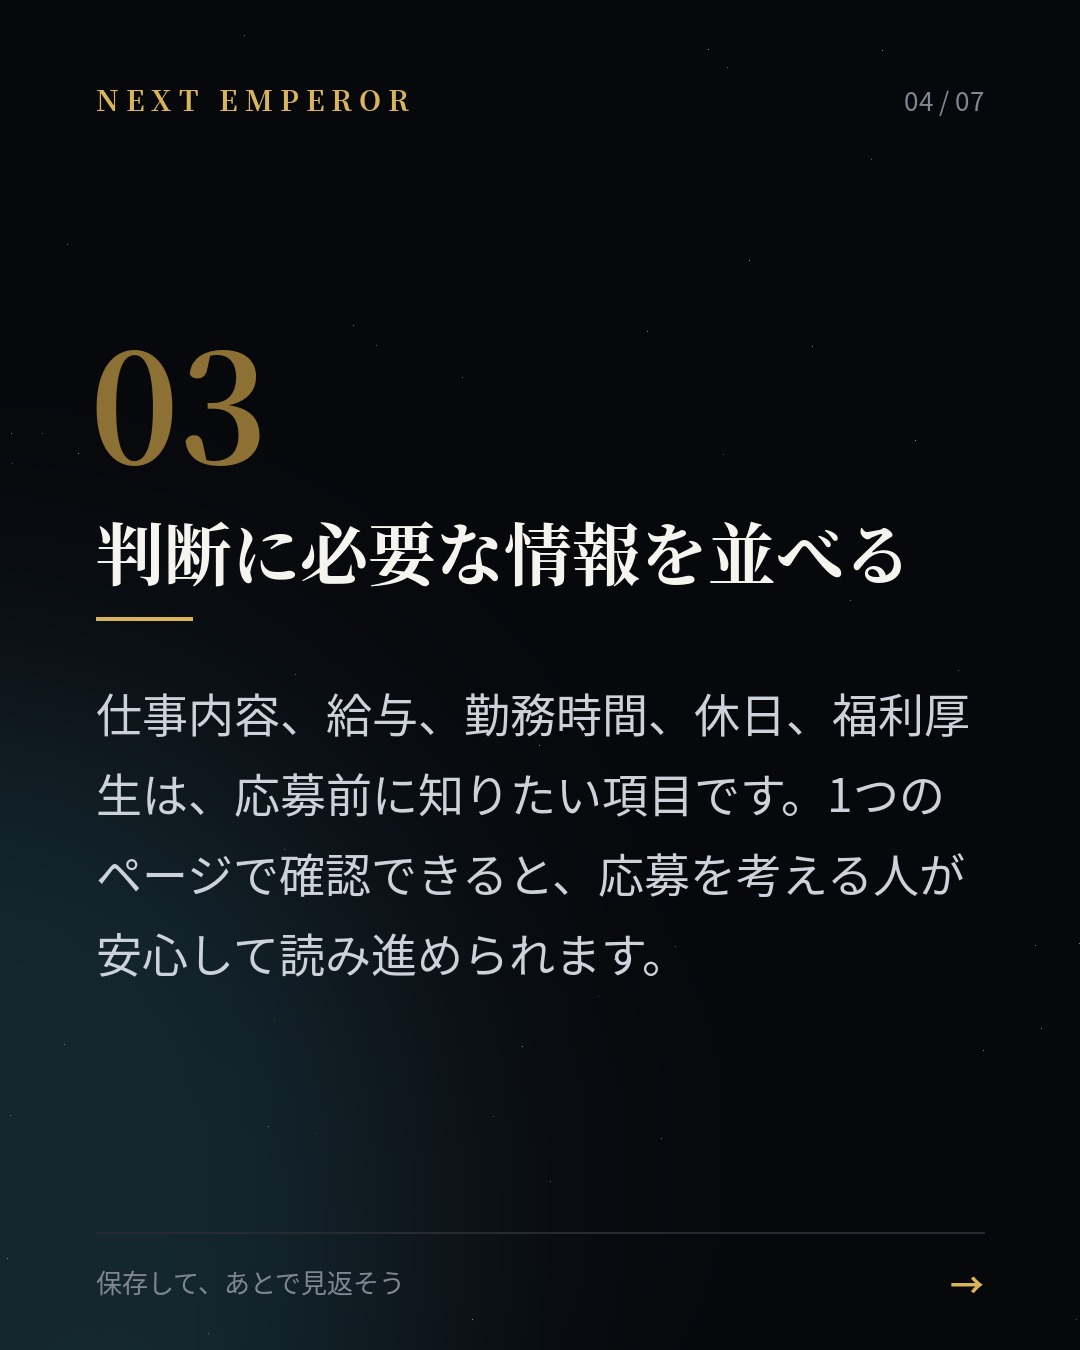 NEXT EMPEROR
04 / 07
03
判断に必要な情報を並べる
仕事内容、給与、勤務時間、休日、福利厚
生は、応募前に知りたい項目です。1つの
ページで確認できると、応募を考える人が
安心して読み進められます。
保存して、あとで見返そう
→